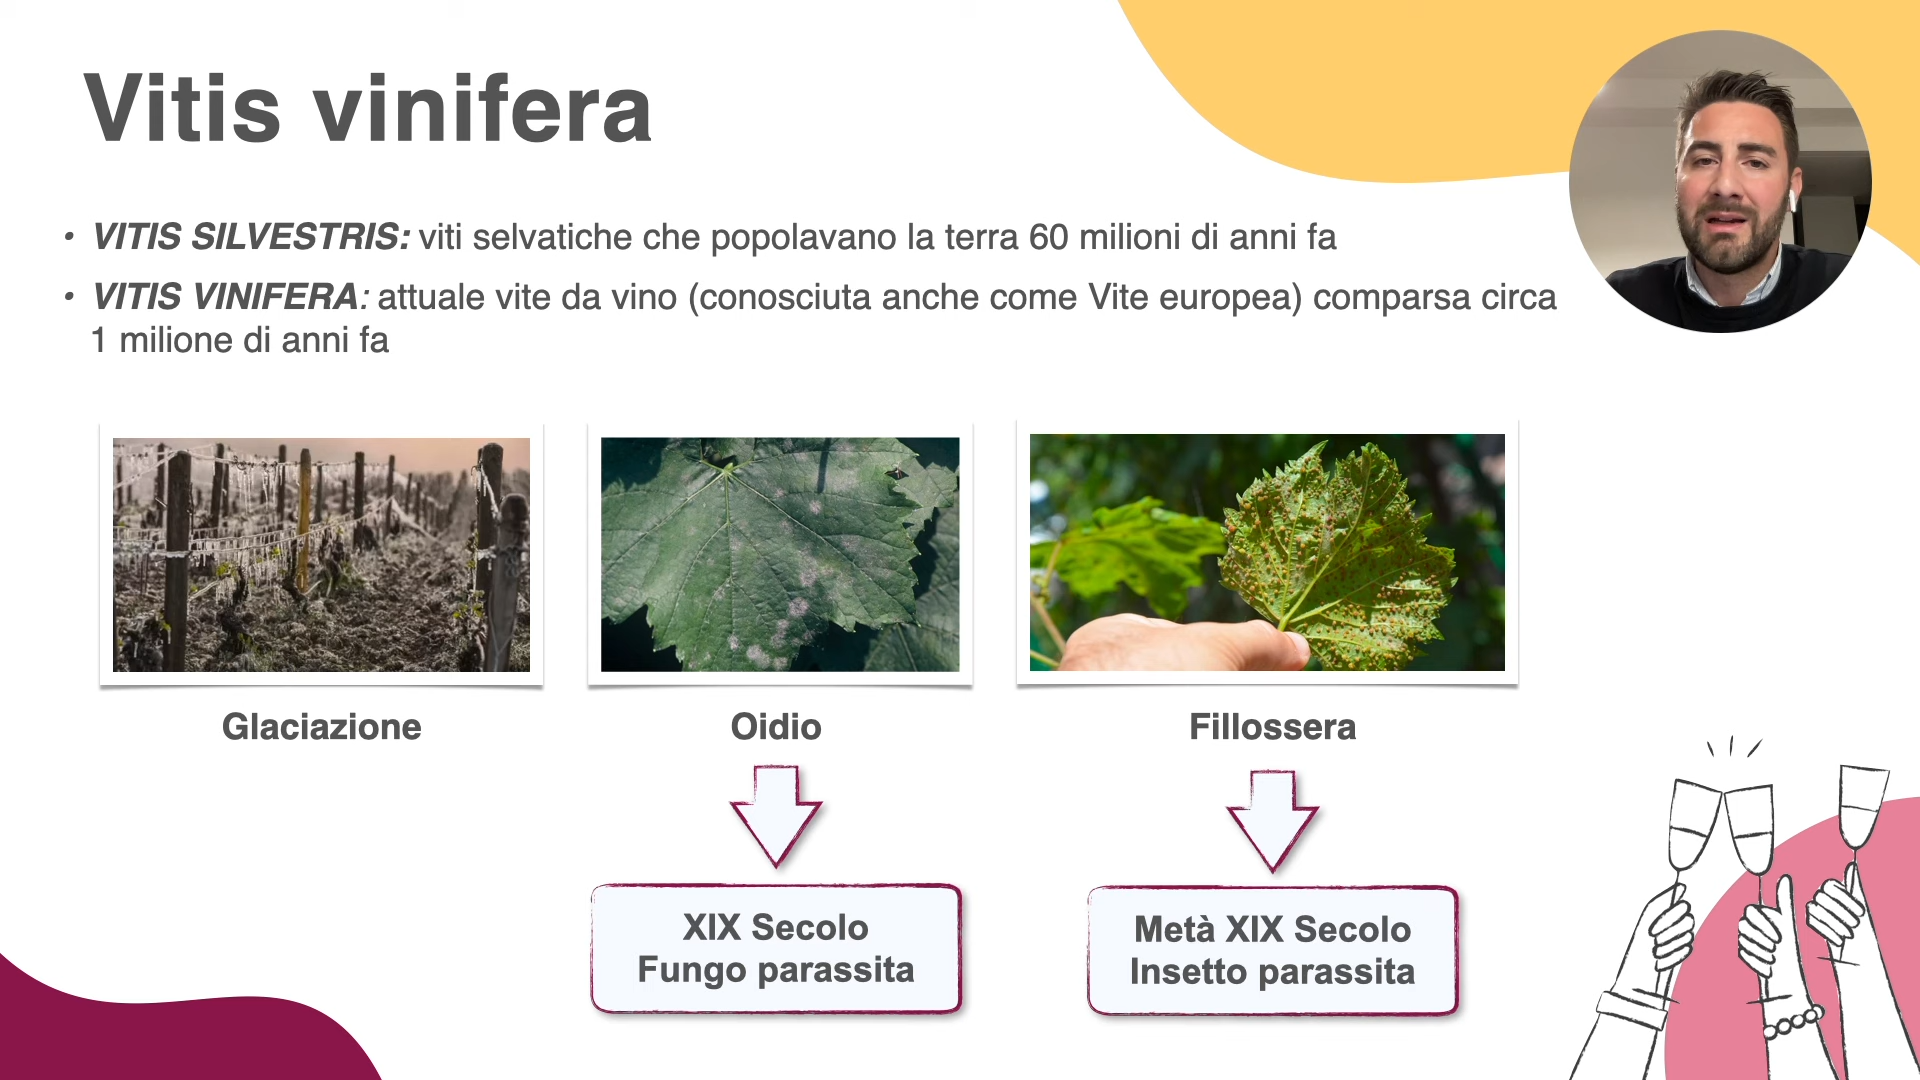 Vitis vinifera
• VITIS SILVESTRIS: viti selvatiche che popolavano la terra 60 milioni di anni fa
• VITIS VINIFERA: attuale vite da vino (conosciuta anche come Vite europea) comparsa circa
1 milione di anni fa
Glaciazione
Oidio
Fillossera
XIX Secolo
Fungo parassita
Metà XIX Secolo
Insetto parassita